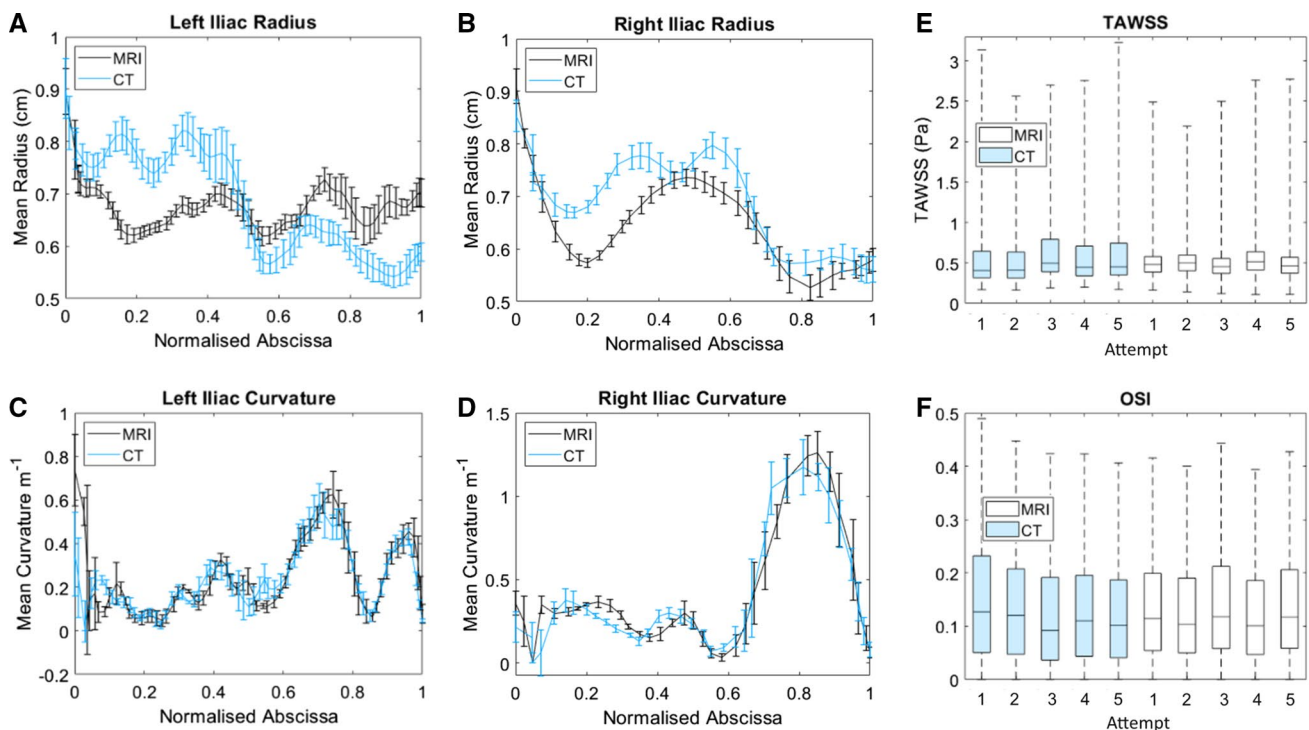 A
Left Iliac Radius
Mean Radius (cm)
1
0.9
0.8
0.7
0.6
0.5
MRI
CT
0 0.2 0.4 0.6 0.8 1
Normalised Abscissa
B
Right Iliac Radius
Mean Radius (cm)
1
0.9
0.8
0.7
0.6
0.5
MRI
CT
0 0.2 0.4 0.6 0.8 1
Normalised Abscissa
E
TAWSS
TAWSS (Pa)
3
2.5
2
1.5
1
0.5
0
MRI
CT
1 2 3 4 5 1 2 3 4 5
Attempt
C
Left Iliac Curvature
Mean Curvature m-1
1
0.8
0.6
0.4
0.2
0
-0.2
MRI
CT
0 0.2 0.4 0.6 0.8 1
Normalised Abscissa
D
Right Iliac Curvature
Mean Curvature m-1
1.5
1
0.5
0
MRI
CT
0 0.2 0.4 0.6 0.8 1
Normalised Abscissa
F
OSI
0.5
0.4
0.3
0.2
0.1
0
MRI
CT
1 2 3 4 5 1 2 3 4 5
Attempt